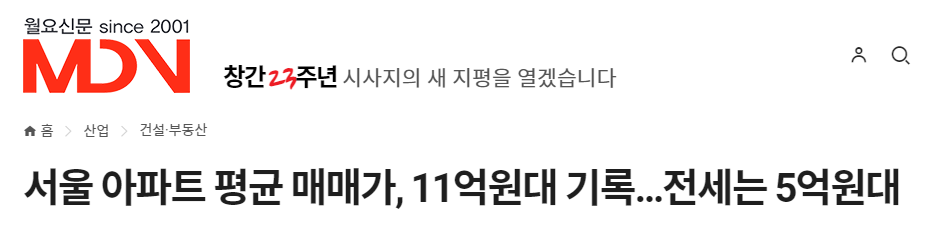 월요신문 since 2001
MDN
창간23주년 시사지의 새 지평을 열겠습니다
홈 산업 건설·부동산
서울 아파트 평균 매매가, 11억원대 기록...전세는 5억원대